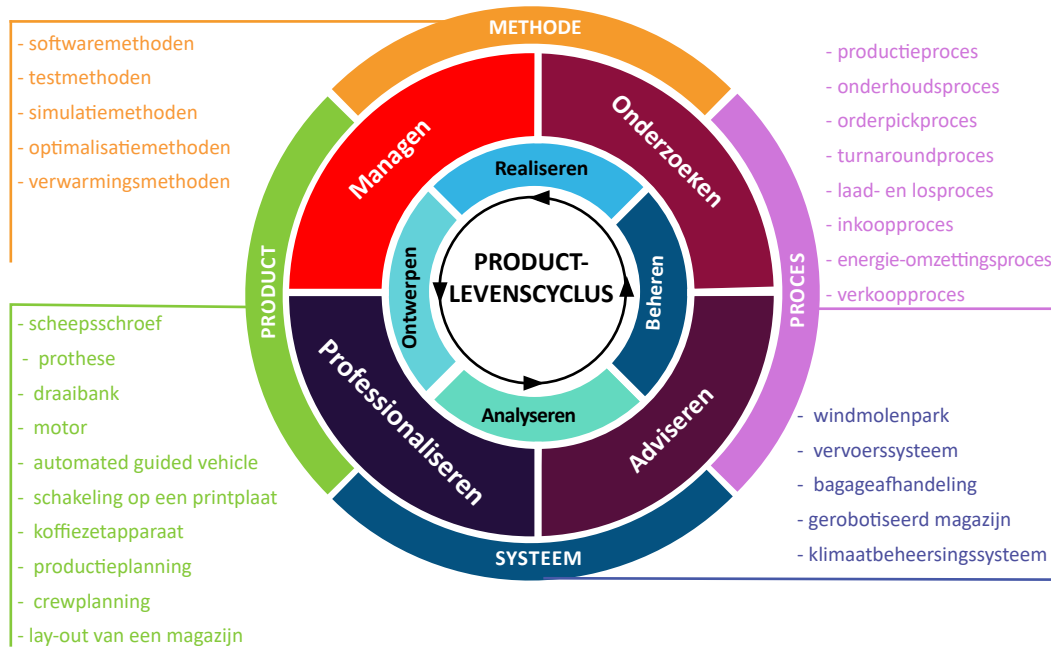 METHODE
- softwaremethoden
- testmethoden
- simulatiemethoden
- optimalisatiemethoden
- verwarmingsmethoden
- productieproces
- onderhoudsproces
- orderpickproces
- turnaroundproces
- laad- en losproces
- inkoopproces
- energie-omzettingsproces
- verkoopproces
Managen
Onderzoeken
Realiseren
PRODUCT-
LEVENSCYCLUS
Ontwerpen
Beheren
Analyseren
PRODUCT
PROCES
Professionaliseren
Adviseren
SYSTEEM
- scheepsschroef
- prothese
- draaibank
- motor
- automated guided vehicle
- schakeling op een printplaat
- koffiezetapparaat
- productieplanning
- crewplanning
- lay-out van een magazijn
- windmolenpark
- vervoerssysteem
- bagageafhandeling
- gerobotiseerd magazijn
- klimaatbeheersingssysteem